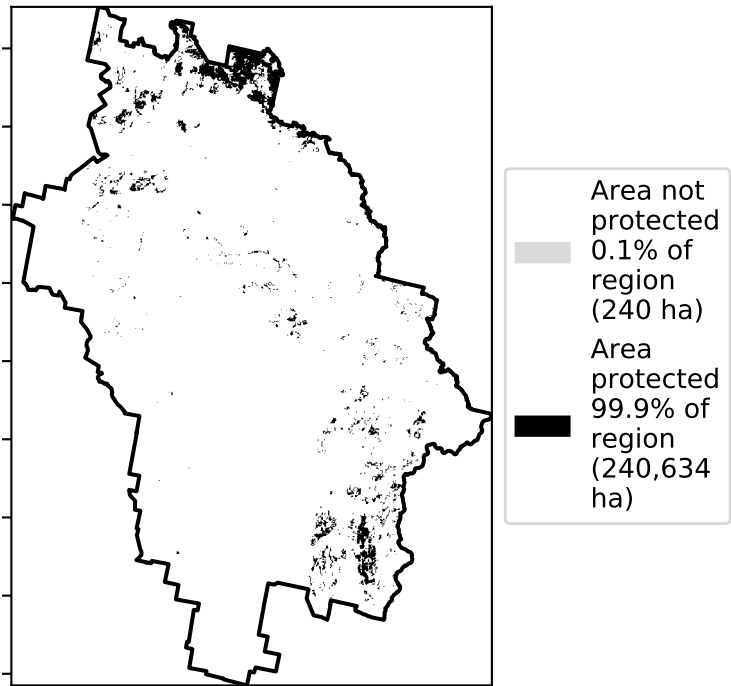 Area not
protected
0.1% of
region
(240 ha)
Area
protected
99.9% of
region
(240,634
ha)